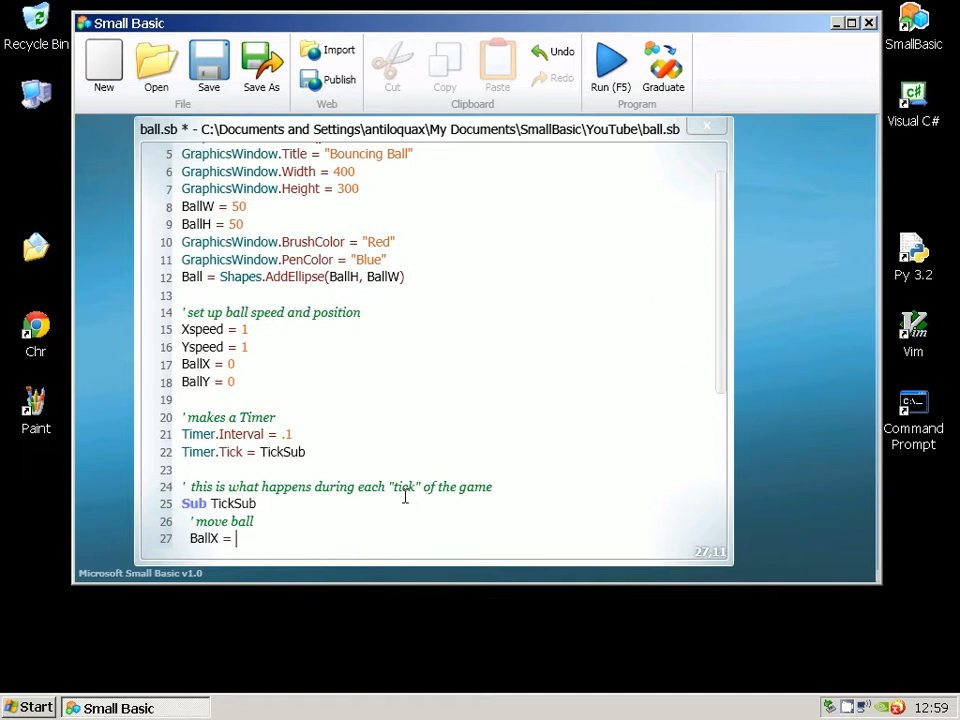 Recycle Bin
Small Basic
SmallBasic
New
Open
Save
Save As
Import
Publish
Cut
Copy
Paste
Undo
Redo
Run (F5)
Graduate
File
Web
Clipboard
Program
Visual C#
ball.sb * - C:\Documents and Settings\antiloquax\My Documents\SmallBasic\YouTube\ball.sb
x
5 GraphicsWindow.Title = "Bouncing Ball"
6 GraphicsWindow.Width = 400
7 GraphicsWindow.Height = 300
8 BallW = 50
9 BallH = 50
10 GraphicsWindow.BrushColor = "Red"
11 GraphicsWindow.PenColor = "Blue"
12 Ball = Shapes.AddEllipse(BallH, BallW)
13
14 ' set up ball speed and position
15 Xspeed = 1
16 Yspeed = 1
17 BallX = 0
18 BallY = 0
19
20 ' makes a Timer
21 Timer.Interval = .1
22 Timer.Tick = TickSub
23
24 ' this is what happens during each "tick" of the game
25 Sub TickSub
26 ' move ball
27 BallX =
27,11
Microsoft Small Basic v1.0
Py 3.2
Chr
Vim
Paint
C:\_
Command
Prompt
Start
Small Basic
12:59